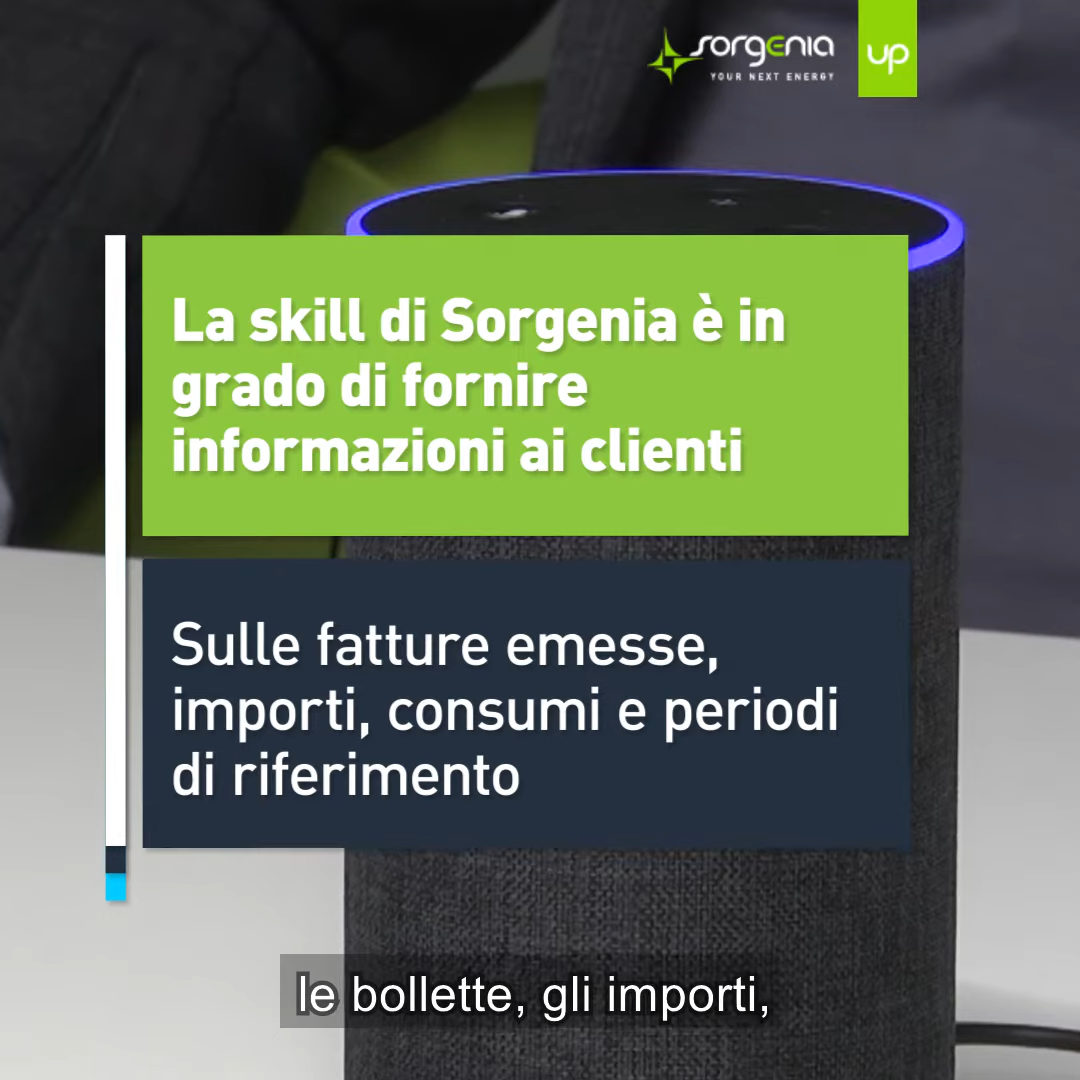 sorgenia
YOUR NEXT ENERGY
up
La skill di Sorgenia è in
grado di fornire
informazioni ai clienti
Sulle fatture emesse,
importi, consumi e periodi
di riferimento
le bollette, gli importi,